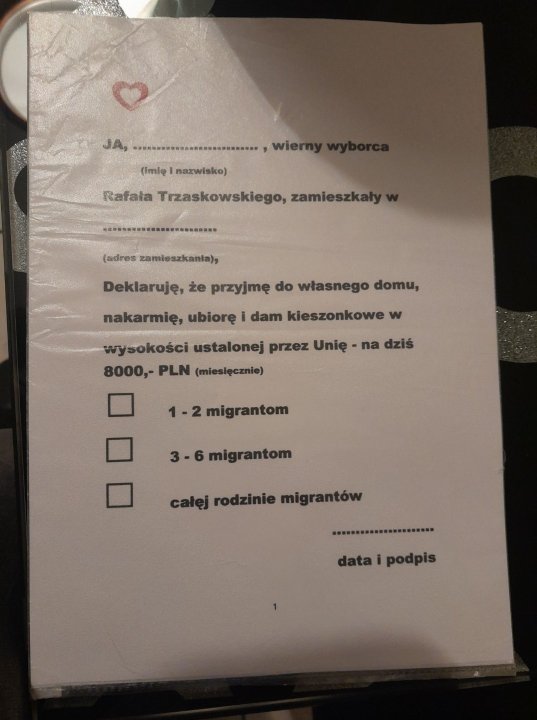 JA, ............................ , wierny wyborca
(imię i nazwisko)
Rafała Trzaskowskiego, zamieszkały w
.........................
(adres zamieszkania),
Deklaruję, że przyjmę do własnego domu,
nakarmię, ubiorę i dam kieszonkowe w
wysokości ustalonej przez Unię - na dziś
8000,- PLN (miesięcznie)
1 - 2 migrantom
3 - 6 migrantom
całęj rodzinie migrantów
.......................
data i podpis
1